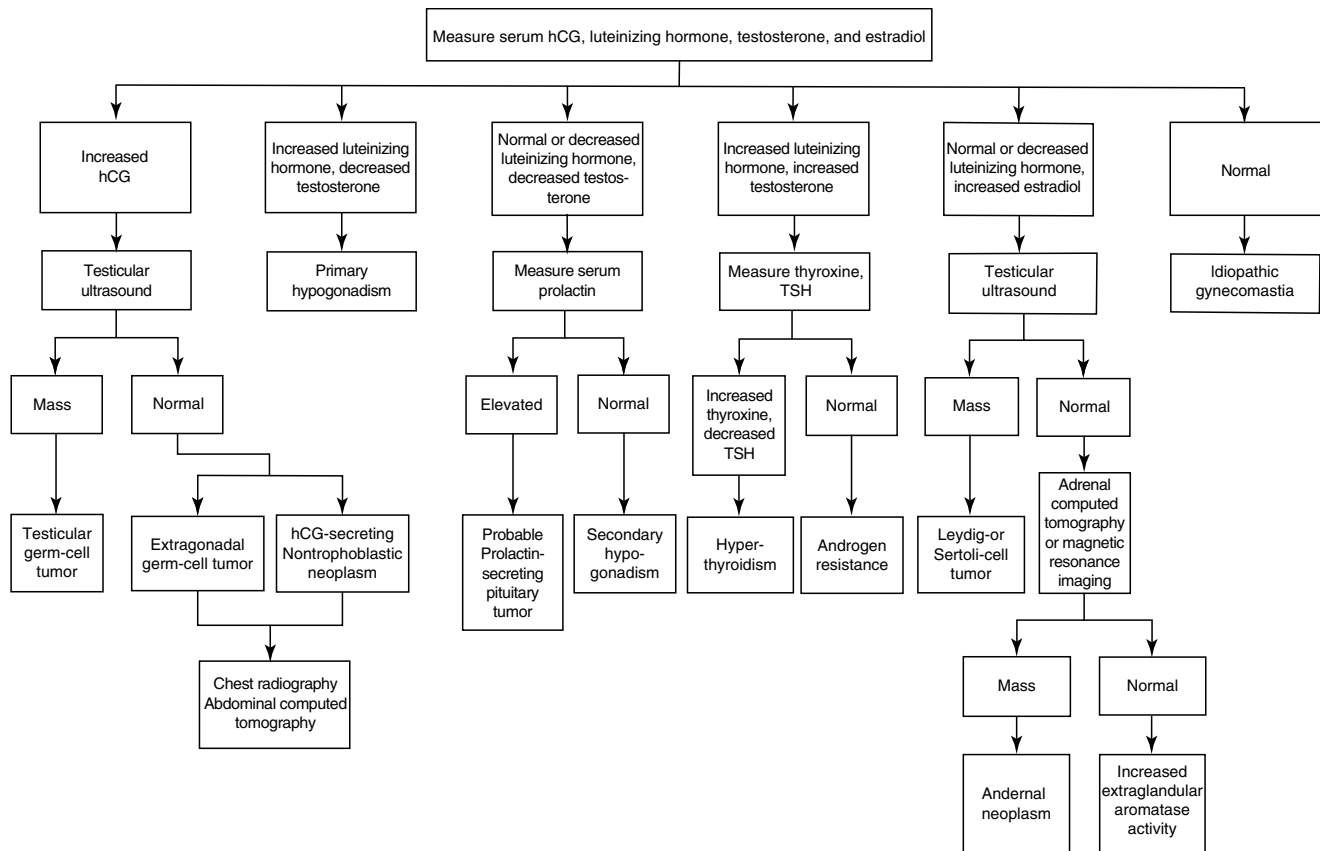 Measure serum hCG, luteinizing hormone, testosterone, and estradiol
Increased
hCG
Increased luteinizing
hormone, decreased
testosterone
Normal or decreased
luteinizing hormone,
decreased testos-
terone
Increased luteinizing
hormone, increased
testosterone
Normal or decreased
luteinizing hormone,
increased estradiol
Normal
Testicular
ultrasound
Primary
hypogonadism
Measure serum
prolactin
Measure thyroxine,
TSH
Testicular
ultrasound
Idiopathic
gynecomastia
Mass
Normal
Elevated
Normal
Increased
thyroxine,
decreased
TSH
Normal
Mass
Normal
Testicular
germ-cell
tumor
Extragonadal
germ-cell tumor
hCG-secreting
Nontrophoblastic
neoplasm
Probable
Prolactin-
secreting
pituitary
tumor
Secondary
hypo-
gonadism
Hyper-
thyroidism
Androgen
resistance
Leydig-or
Sertoli-cell
tumor
Adrenal
computed
tomography
or magnetic
resonance
imaging
Chest radiography
Abdominal computed
tomography
Mass
Normal
Andernal
neoplasm
Increased
extraglandular
aromatase
activity